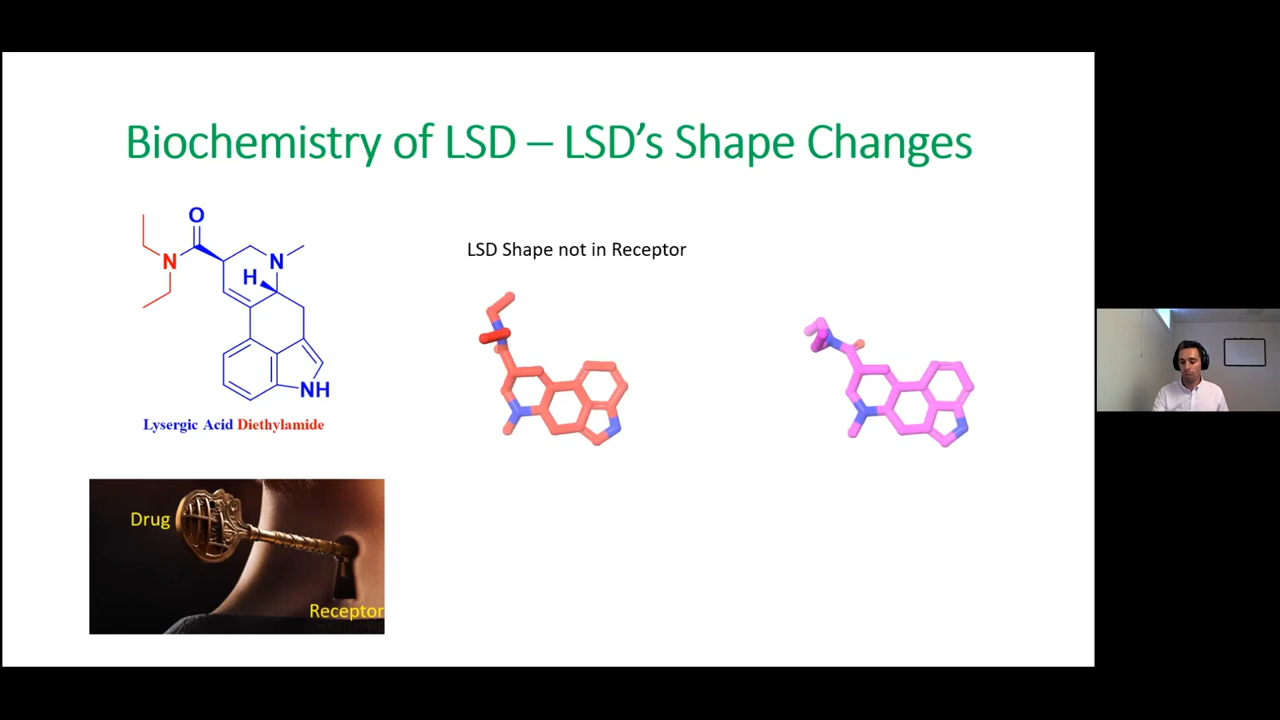 Biochemistry of LSD – LSD’s Shape Changes
O
N
N
H
NH
Lysergic Acid Diethylamide
LSD Shape not in Receptor
Drug
Receptor